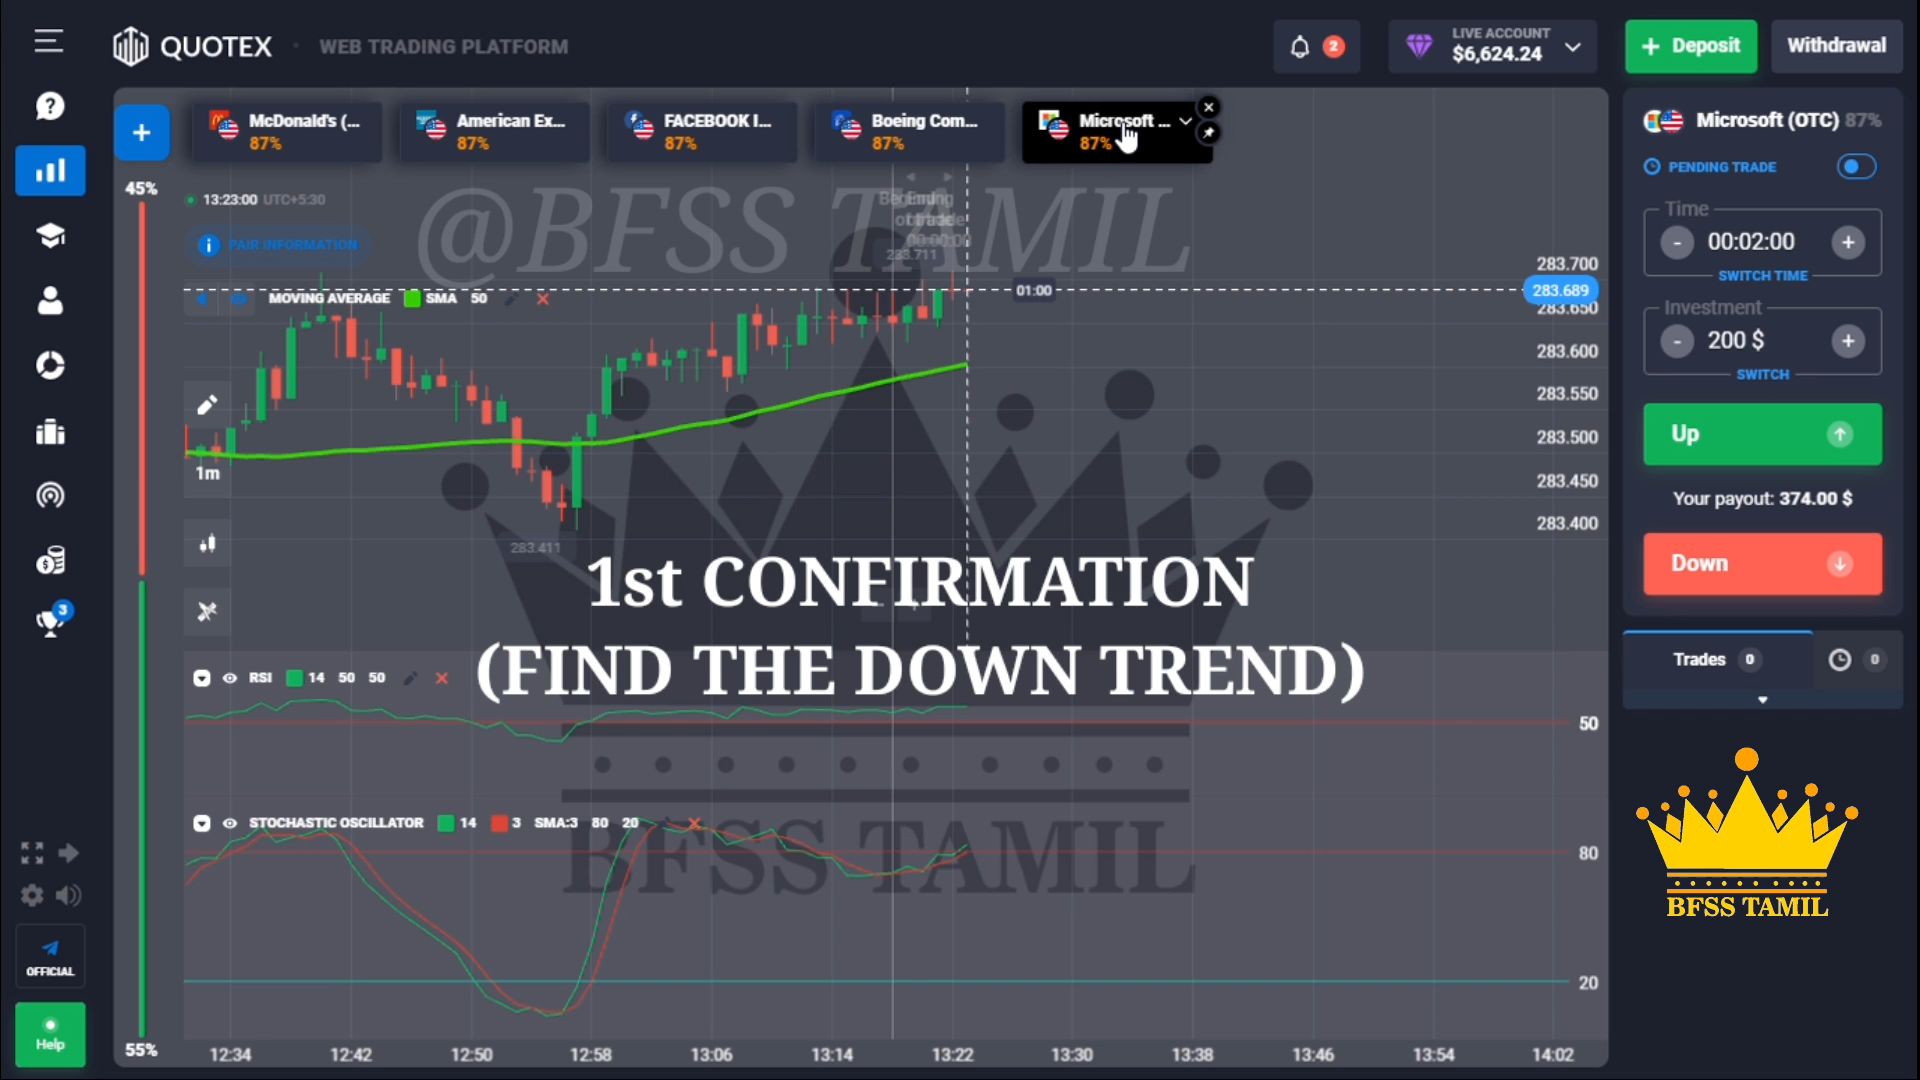 QUOTEX
WEB TRADING PLATFORM
2
LIVE ACCOUNT
$6,624.24
+ Deposit
Withdrawal
+
McDonald's (...
87%
American Ex...
87%
FACEBOOK I...
87%
Boeing Com...
87%
Microsoft ...
87%
Microsoft (OTC) 87%
PENDING TRADE
Time
- 00:02:00 +
SWITCH TIME
Investment
- 200 $ +
SWITCH
Up
Your payout: 374.00 $
Down
Trades 0
0
BFSS TAMIL
45%
13:23:00 UTC+5:30
@BFSS TAMIL
PAIR INFORMATION
283.711
MOVING AVERAGE SMA 50
01:00
283.700
283.689
283.650
283.600
283.550
283.500
283.450
283.400
1m
283.411
1st CONFIRMATION
(FIND THE DOWN TREND)
RSI 14 50 50
50
STOCHASTIC OSCILLATOR 14 3 SMA:3 80 20
BFSS TAMIL
80
20
3
OFFICIAL
Help
55%
12:34 12:42 12:50 12:58 13:06 13:14 13:22 13:30 13:38 13:46 13:54 14:02